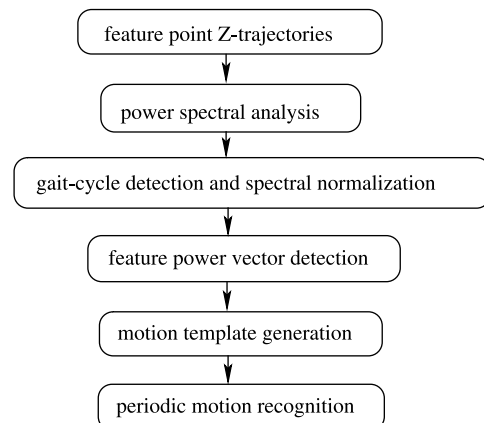 feature point Z-trajectories
power spectral analysis
gait-cycle detection and spectral normalization
feature power vector detection
motion template generation
periodic motion recognition